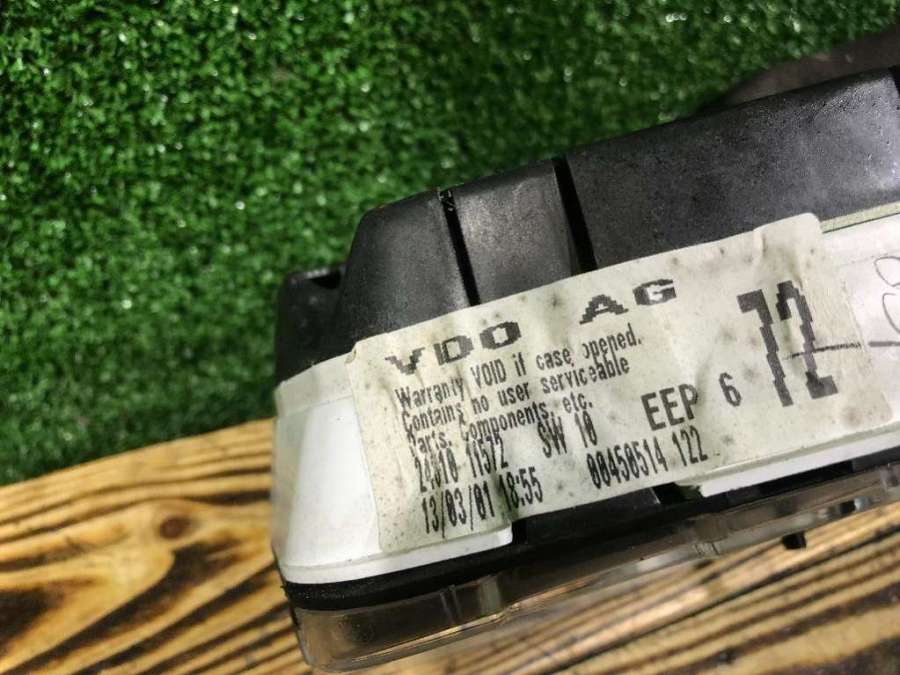 VDO AG
Warranty VOID if case opened.
Contains no user serviceable
Parts, Components, etc.
24810 11572 SW 10 EEP 6 72
13/03/01 18:55 00450514 122